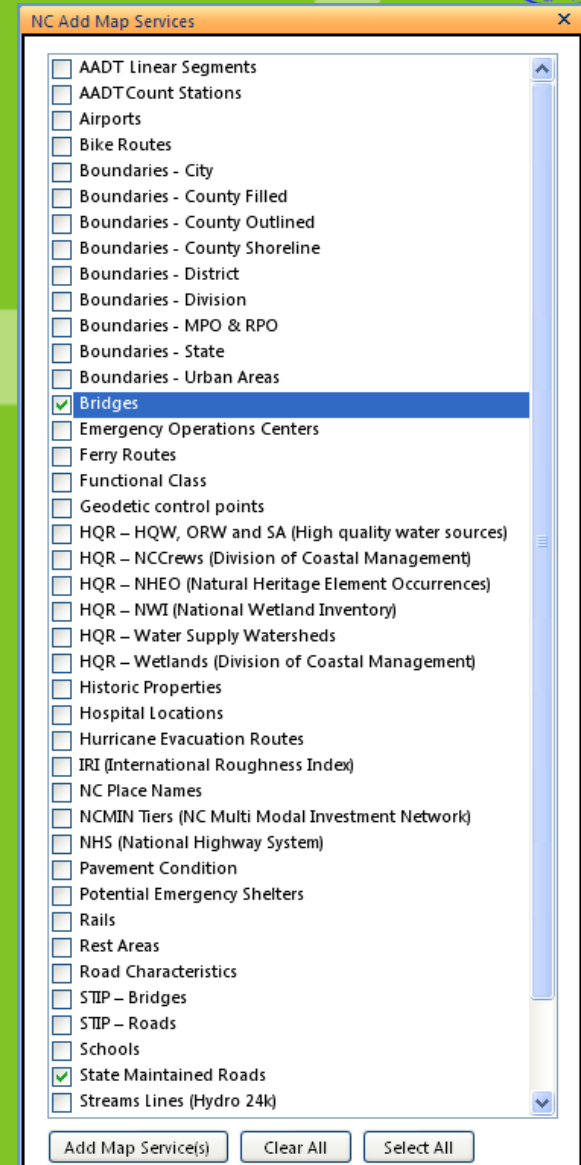 NC Add Map Services
AADT Linear Segments
AADT Count Stations
Airports
Bike Routes
Boundaries - City
Boundaries - County Filled
Boundaries - County Outlined
Boundaries - County Shoreline
Boundaries - District
Boundaries - Division
Boundaries - MPO & RPO
Boundaries - State
Boundaries - Urban Areas
Bridges
Emergency Operations Centers
Ferry Routes
Functional Class
Geodetic control points
HQR – HQW, ORW and SA (High quality water sources)
HQR – NCCrews (Division of Coastal Management)
HQR – NHEO (Natural Heritage Element Occurrences)
HQR – NWI (National Wetland Inventory)
HQR – Water Supply Watersheds
HQR – Wetlands (Division of Coastal Management)
Historic Properties
Hospital Locations
Hurricane Evacuation Routes
IRI (International Roughness Index)
NC Place Names
NCMIN Tiers (NC Multi Modal Investment Network)
NHS (National Highway System)
Pavement Condition
Potential Emergency Shelters
Rails
Rest Areas
Road Characteristics
STIP – Bridges
STIP – Roads
Schools
State Maintained Roads
Streams Lines (Hydro 24k)
Add Map Service(s) Clear All Select All